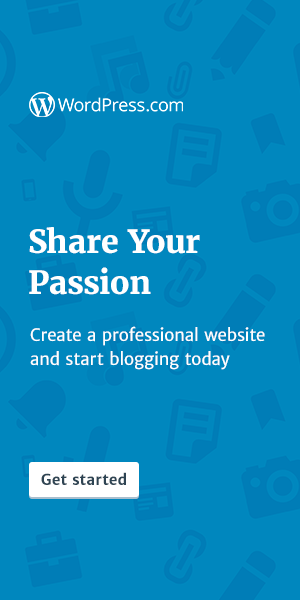 WordPress.com
Share Your
Passion
Create a professional website
and start blogging today
Get started